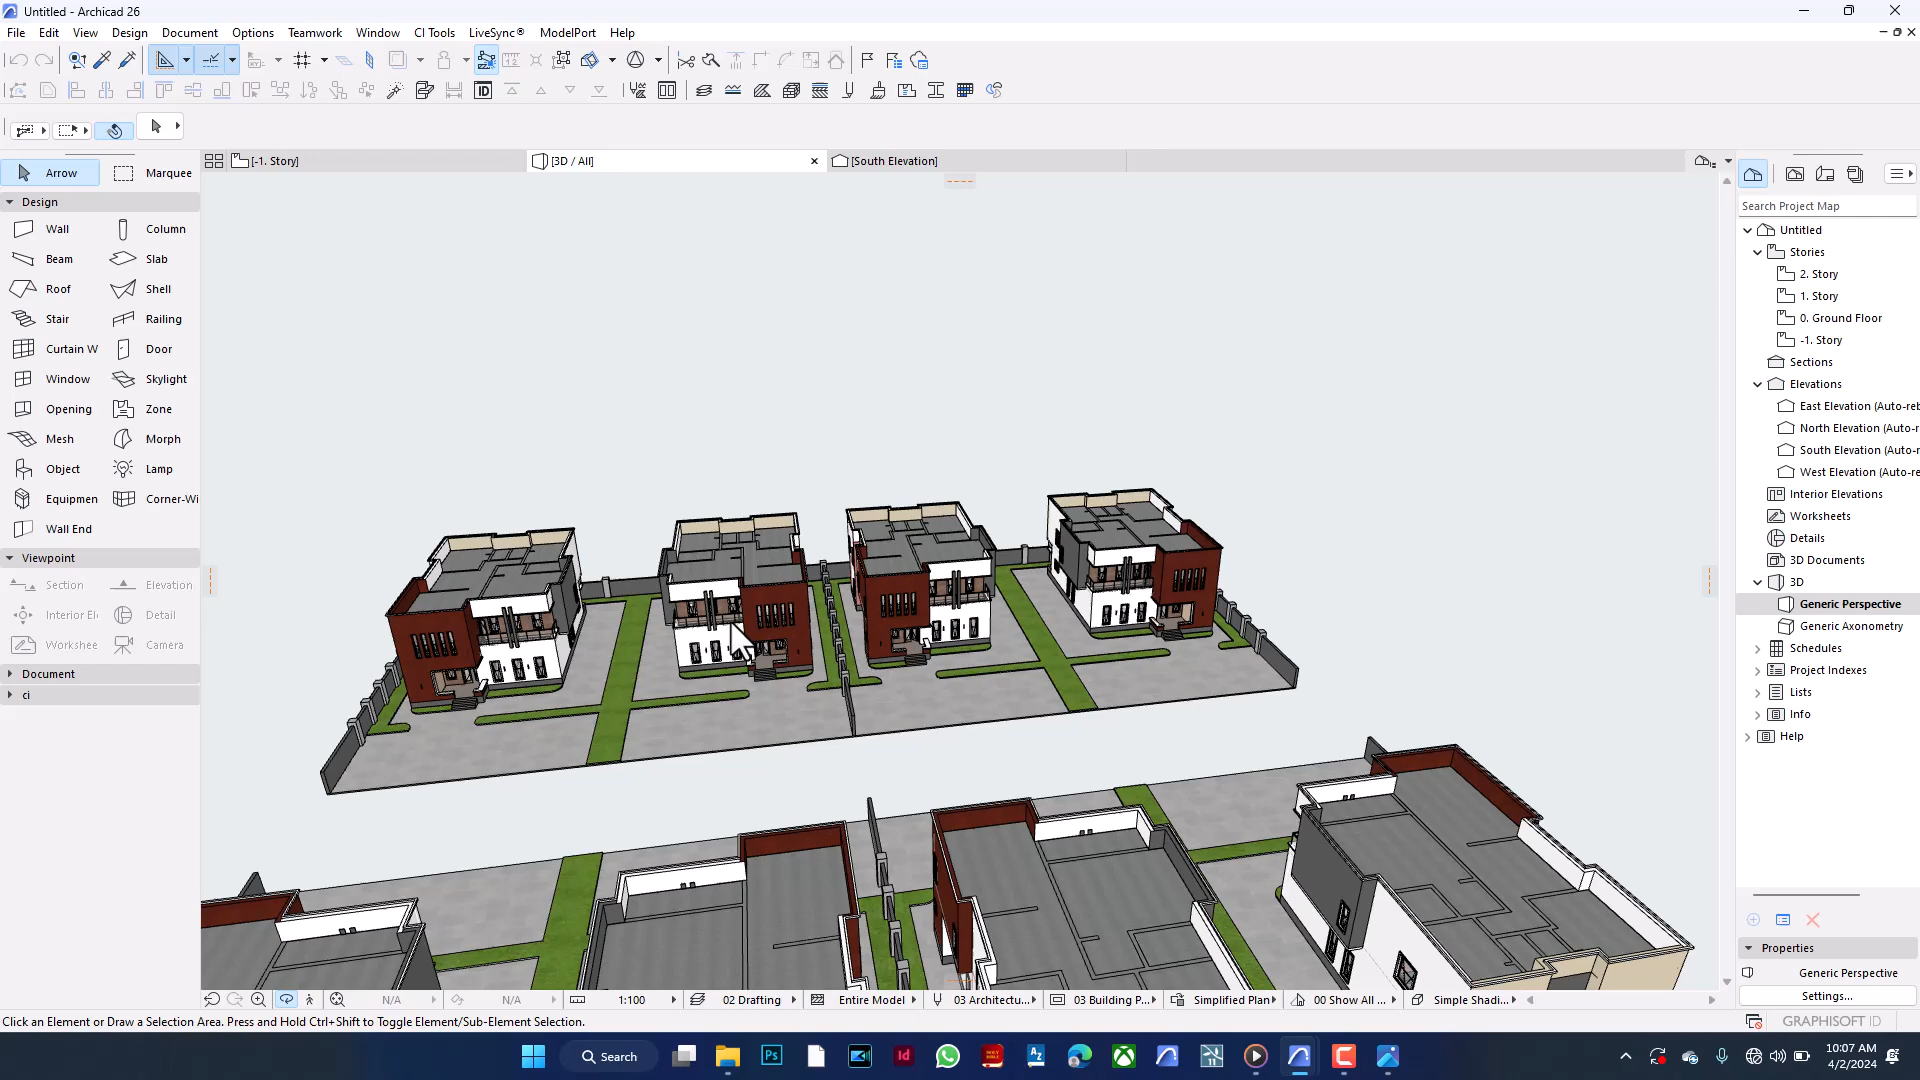 Untitled - Archicad 26
File Edit View Design Document Options Teamwork Window CI Tools LiveSync® ModelPort Help
[-1. Story] [3D / All] [South Elevation]
Arrow Marquee
Design
Wall Column
Beam Slab
Roof Shell
Stair Railing
Curtain W Door
Window Skylight
Opening Zone
Mesh Morph
Object Lamp
Equipmen Corner-Wi
Wall End
Viewpoint
Section Elevation
Interior El Detail
Workshee Camera
Document
ci
Search Project Map
Untitled
Stories
2. Story
1. Story
0. Ground Floor
-1. Story
Sections
Elevations
East Elevation (Auto-reb
North Elevation (Auto-r
South Elevation (Auto-r
West Elevation (Auto-re
Interior Elevations
Worksheets
Details
3D Documents
3D
Generic Perspective
Generic Axonometry
Schedules
Project Indexes
Lists
Info
Help
Properties
Generic Perspective
Settings...
N/A N/A 1:100 02 Drafting Entire Model 03 Architectu... 03 Building P... Simplified Plan 00 Show All ... Simple Shadi...
Click an Element or Draw a Selection Area. Press and Hold Ctrl+Shift to Toggle Element/Sub-Element Selection.
GRAPHISOFT ID
Search
10:07 AM
4/2/2024